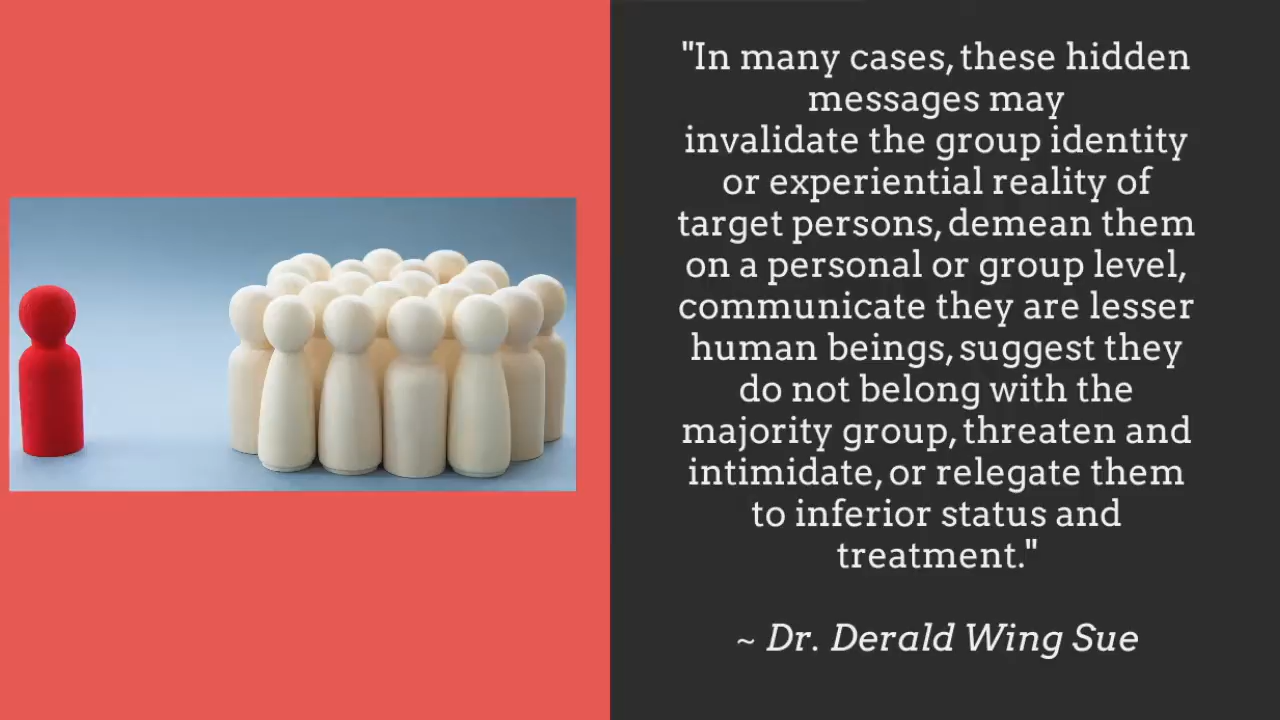 "In many cases, these hidden
messages may
invalidate the group identity
or experiential reality of
target persons, demean them
on a personal or group level,
communicate they are lesser
human beings, suggest they
do not belong with the
majority group, threaten and
intimidate, or relegate them
to inferior status and
treatment."
~ Dr. Derald Wing Sue